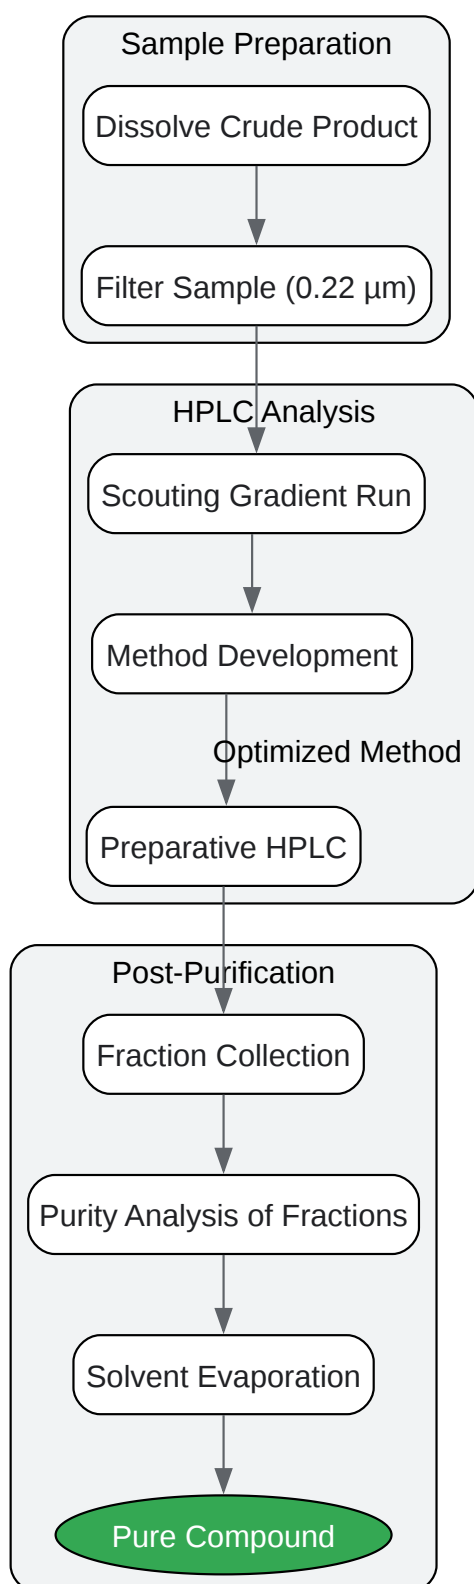 Sample Preparation
Dissolve Crude Product
Filter Sample (0.22 µm)
HPLC Analysis
Scouting Gradient Run
Method Development
Optimized Method
Preparative HPLC
Post-Purification
Fraction Collection
Purity Analysis of Fractions
Solvent Evaporation
Pure Compound